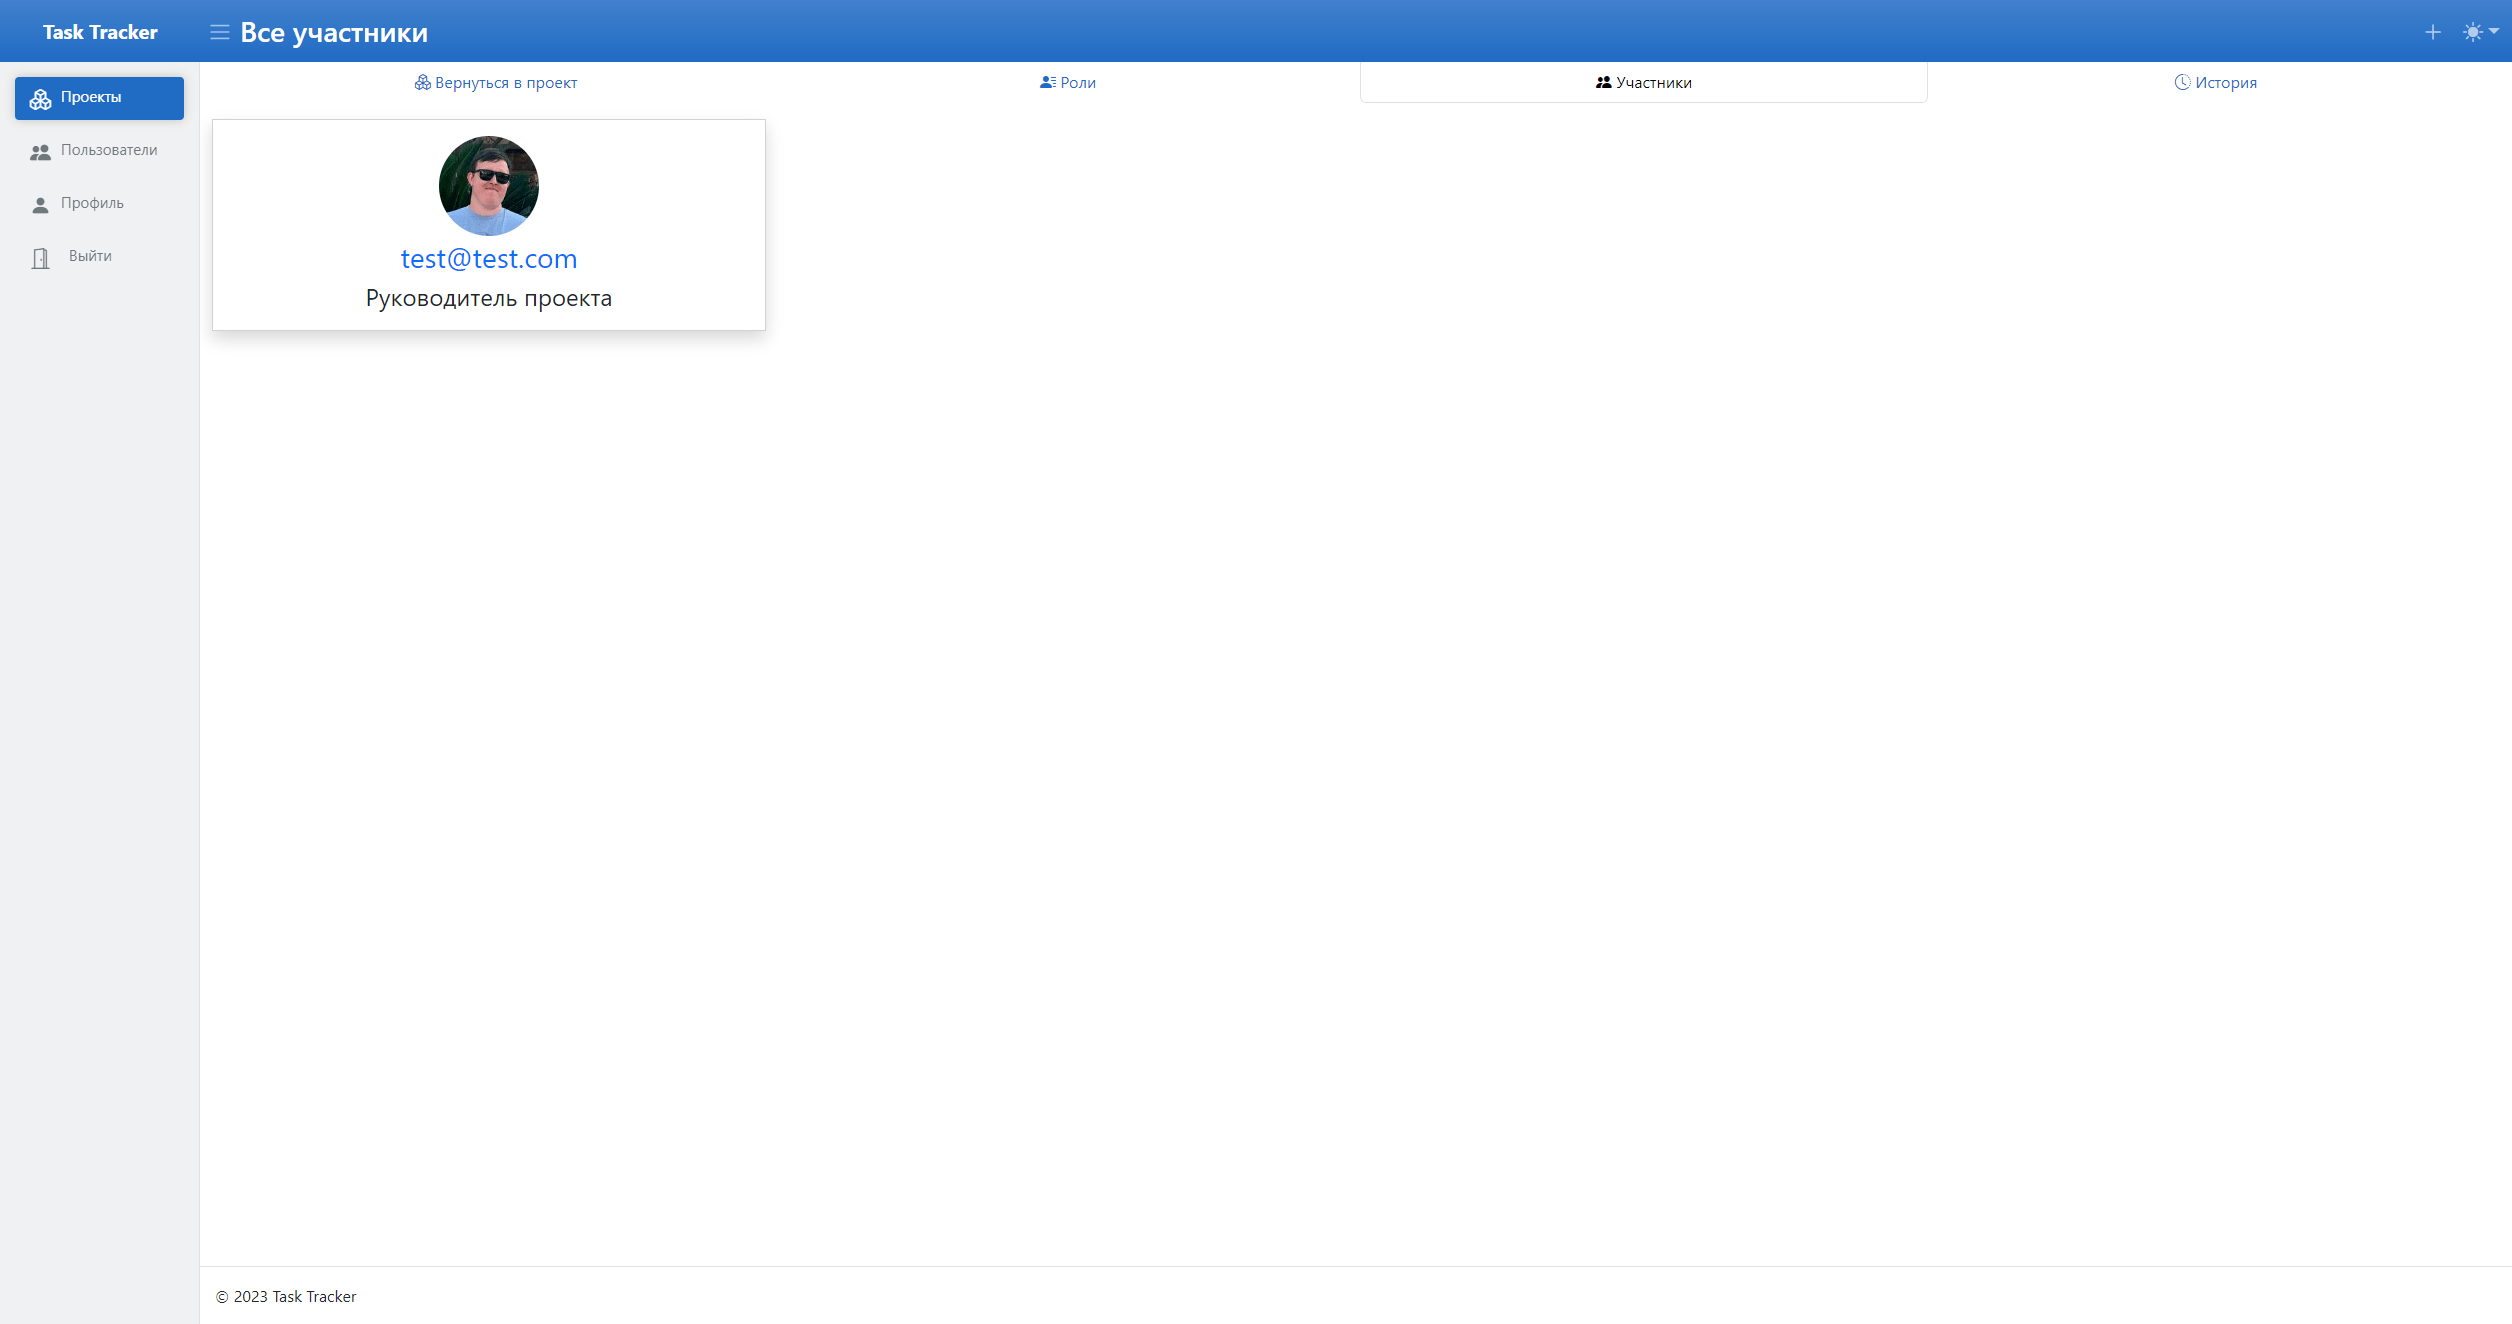 Task Tracker
Все участники
Проекты
Пользователи
Профиль
Выйти
Вернуться в проект
Роли
Участники
История
test@test.com
Руководитель проекта
© 2023 Task Tracker